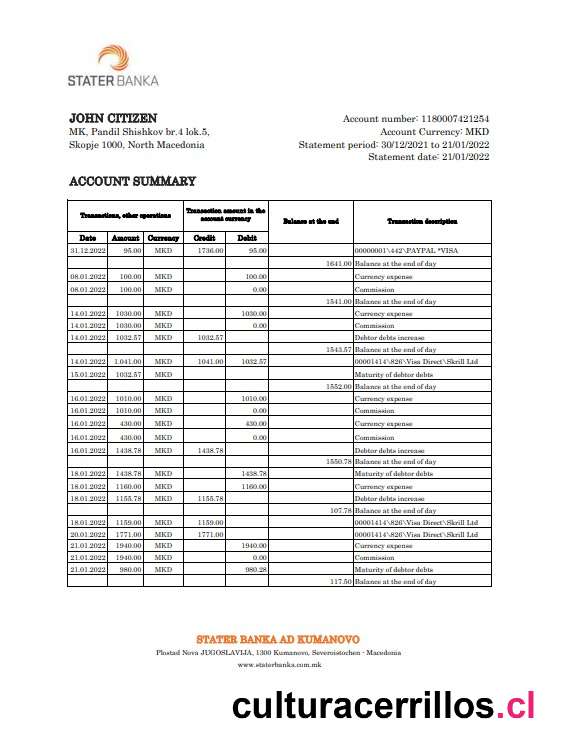 STATER BANKA
JOHN CITIZEN
MK, Pandil Shishkov br.4 lok.5,
Skopje 1000, North Macedonia
Account number: 1180007421254
Account Currency: MKD
Statement period: 30/12/2021 to 21/01/2022
Statement date: 21/01/2022
ACCOUNT SUMMARY
Transactions, other operations Transaction amount in the account currency Balance at the end Transaction description
Date Amount Currency Credit Debit
31.12.2022 95.00 MKD 1736.00 95.00 00000001\442\PAYPAL *VISA
1641.00 Balance at the end of day
08.01.2022 100.00 MKD 100.00 Currency expense
08.01.2022 100.00 MKD 0.00 Commission
1541.00 Balance at the end of day
14.01.2022 1030.00 MKD 1030.00 Currency expense
14.01.2022 1030.00 MKD 0.00 Commission
14.01.2022 1032.57 MKD 1032.57 Debtor debts increase
1543.57 Balance at the end of day
14.01.2022 1.041.00 MKD 1041.00 1032.57 00001414\826\Visa Direct\Skrill Ltd
15.01.2022 1032.57 MKD Maturity of debtor debts
1552.00 Balance at the end of day
16.01.2022 1010.00 MKD 1010.00 Currency expense
16.01.2022 1010.00 MKD 0.00 Commission
16.01.2022 430.00 MKD 430.00 Currency expense
16.01.2022 430.00 MKD 0.00 Commission
16.01.2022 1438.78 MKD 1438.78 Debtor debts increase
1550.78 Balance at the end of day
18.01.2022 1438.78 MKD 1438.78 Maturity of debtor debts
18.01.2022 1160.00 MKD 1160.00 Currency expense
18.01.2022 1155.78 MKD 1155.78 Debtor debts increase
107.78 Balance at the end of day
18.01.2022 1159.00 MKD 1159.00 00001414\826\Visa Direct\Skrill Ltd
20.01.2022 1771.00 MKD 1771.00 00001414\826\Visa Direct\Skrill Ltd
21.01.2022 1940.00 MKD 1940.00 Currency expense
21.01.2022 1940.00 MKD 0.00 Commission
21.01.2022 980.00 MKD 980.28 Maturity of debtor debts
117.50 Balance at the end of day
STATER BANKA AD KUMANOVO
Plostad Nova JUGOSLAVIJA, 1300 Kumanovo, Severoistochen - Macedonia
www.staterbanka.com.mk
culturacerrillos.cl